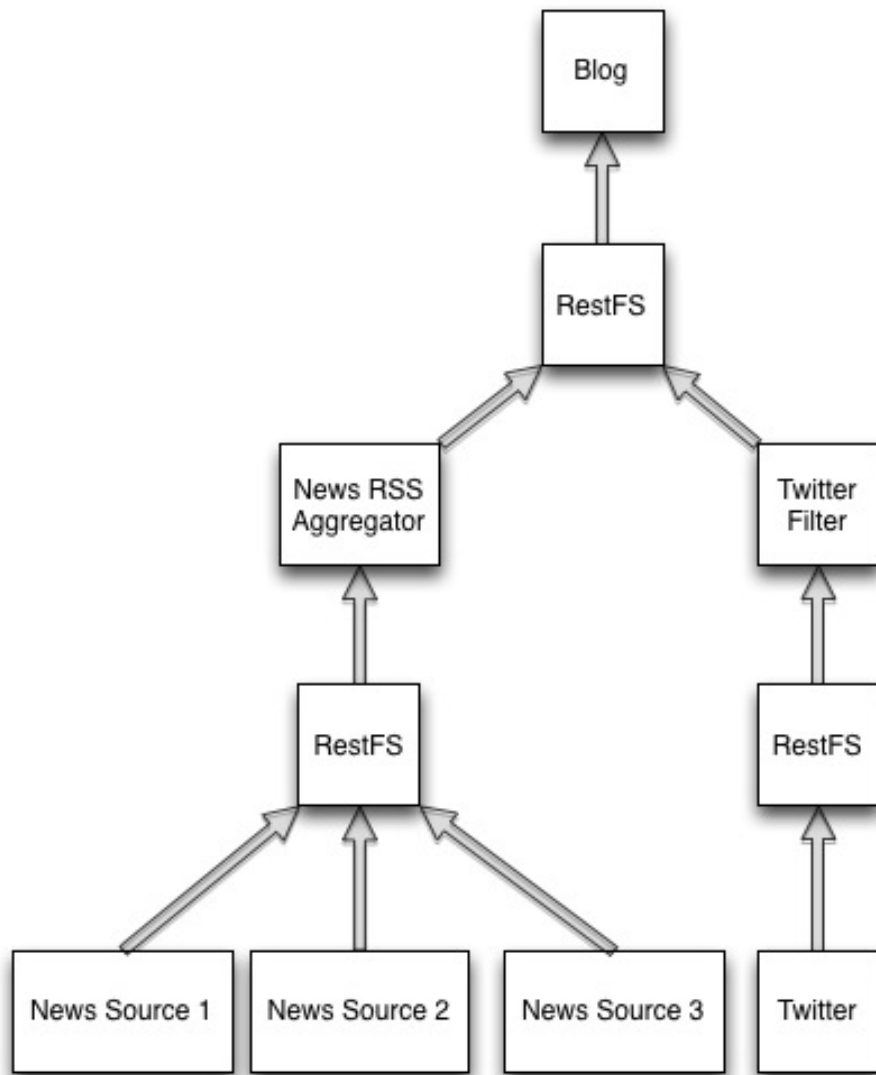 Blog
RestFS
News RSS
Aggregator
Twitter
Filter
RestFS
RestFS
News Source 1
News Source 2
News Source 3
Twitter